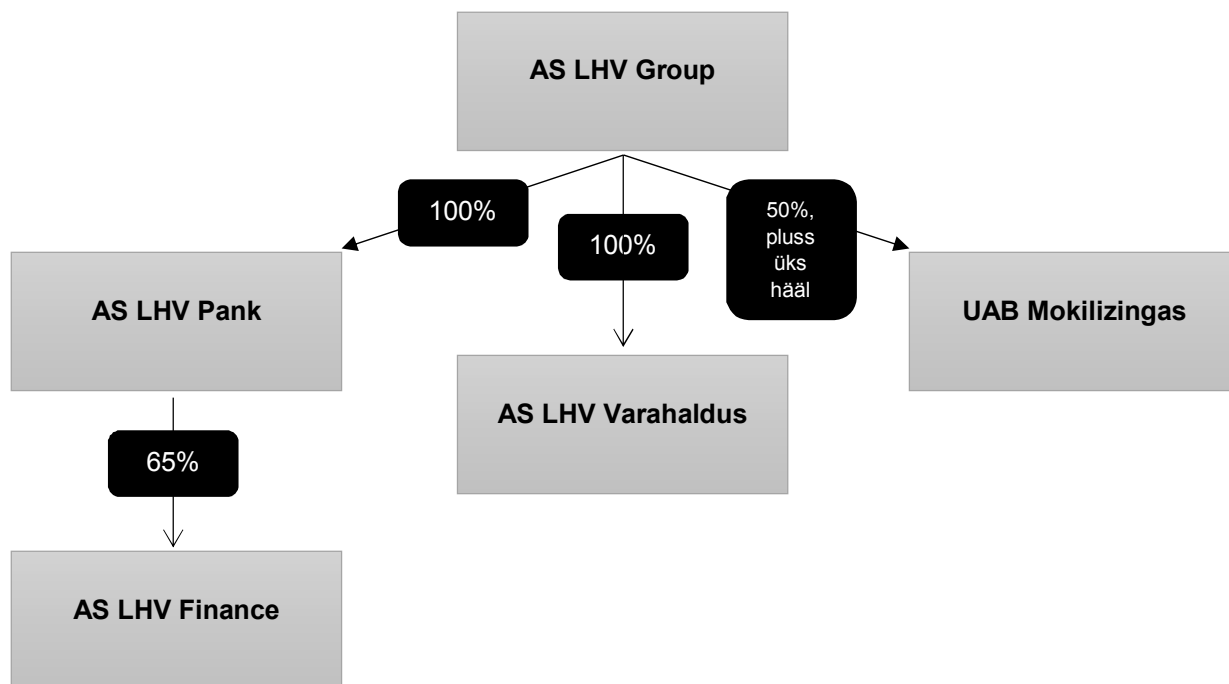 AS LHV Group
100%
100%
50%,
pluss
üks
hääl
AS LHV Pank
UAB Mokilizingas
AS LHV Varahaldus
65%
AS LHV Finance